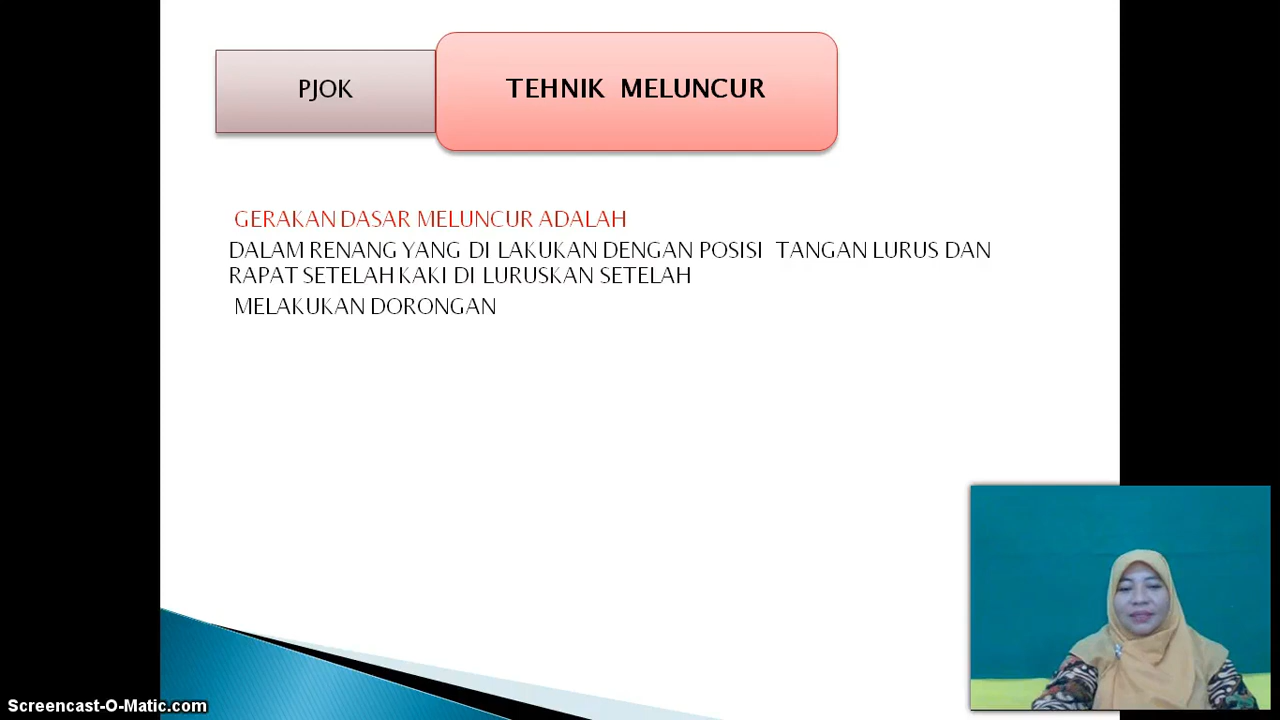 PJOK
TEHNIK MELUNCUR
GERAKAN DASAR MELUNCUR ADALAH
DALAM RENANG YANG DI LAKUKAN DENGAN POSISI TANGAN LURUS DAN
RAPAT SETELAH KAKI DI LURUSKAN SETELAH
MELAKUKAN DORONGAN
Screencast-O-Matic.com